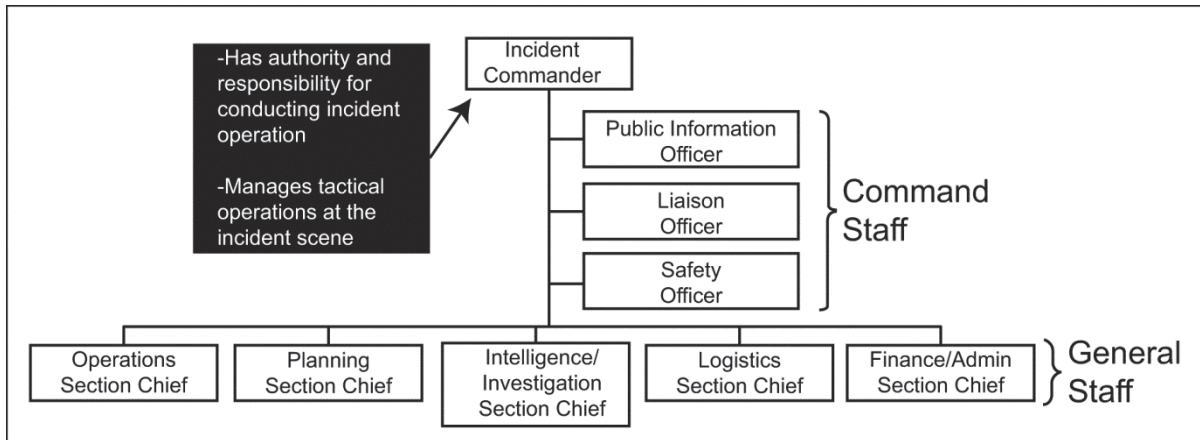 -Has authority and
responsibility for
conducting incident
operation
-Manages tactical
operations at the
incident scene
Incident
Commander
Public Information
Officer
Liaison
Officer
Safety
Officer
Command
Staff
Operations
Section Chief
Planning
Section Chief
Intelligence/
Investigation
Section Chief
Logistics
Section Chief
Finance/Admin
Section Chief
General
Staff